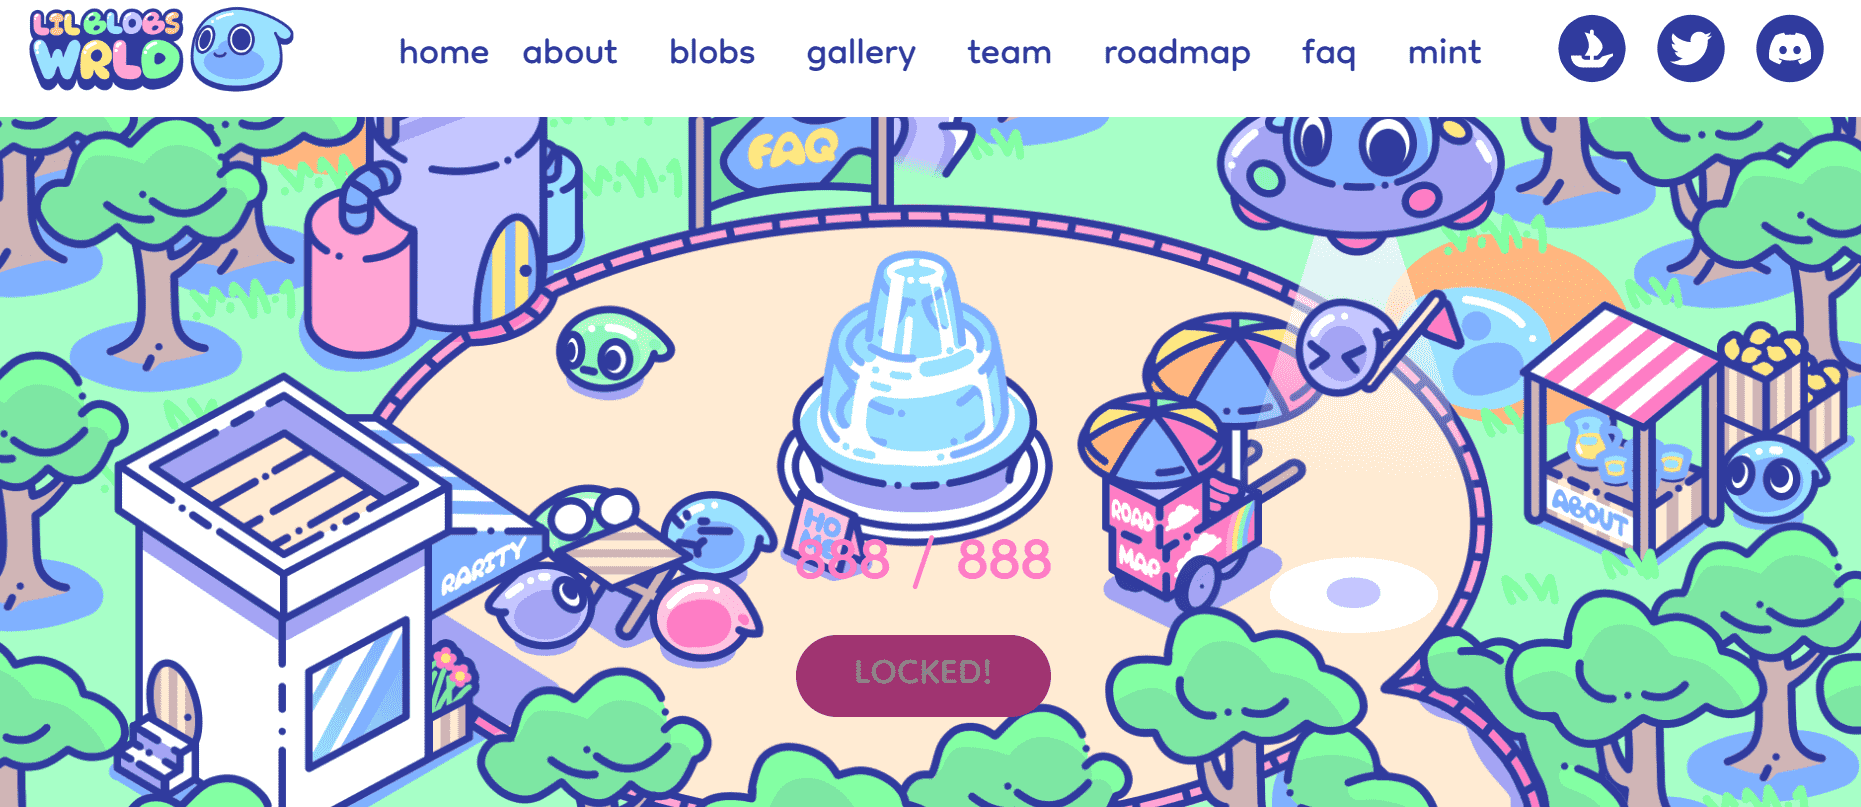 LIL BLOBS
WRLD
home about blobs gallery team roadmap faq mint
FAQ
RARITY
HO
ME
888 / 888
ROAD
MAP
ABOUT
LOCKED!